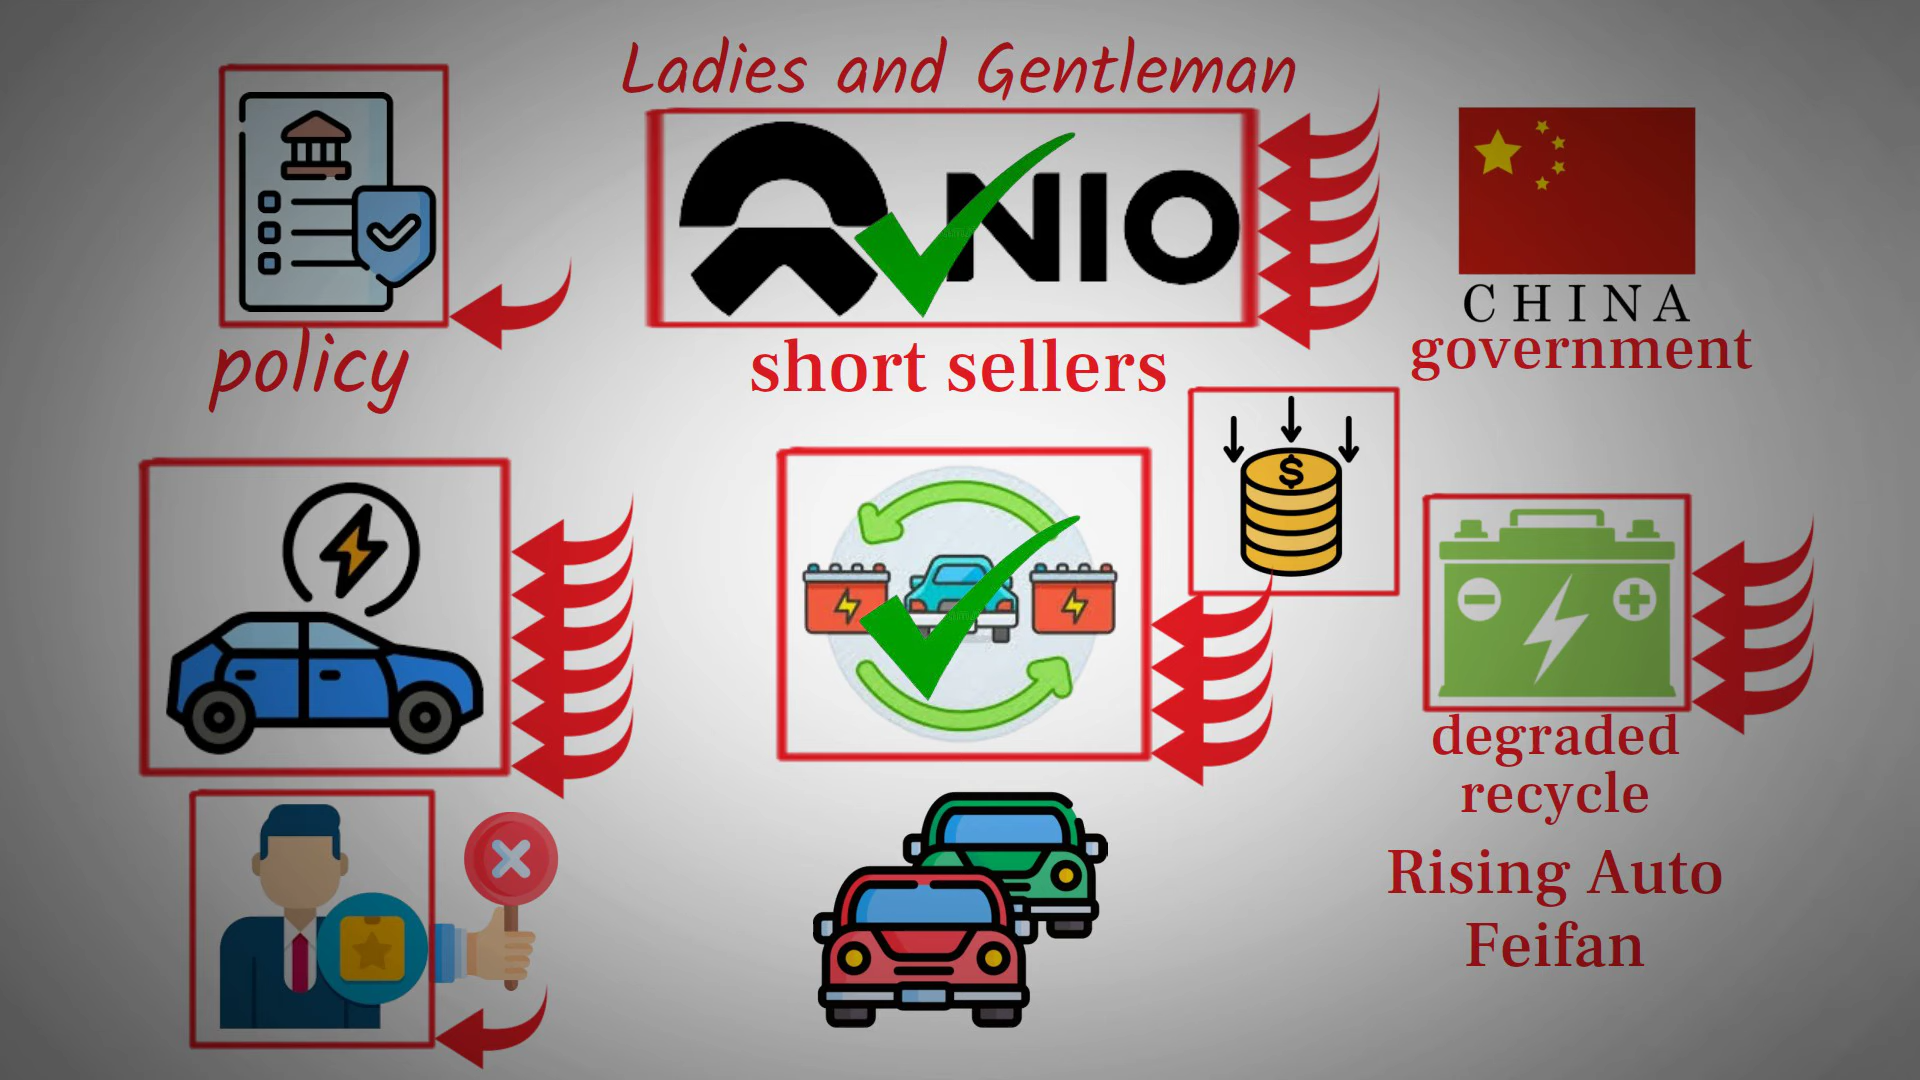 Ladies and Gentleman
NIO
CHINA
government
policy
short sellers
$
degraded
recycle
Rising Auto
Feifan